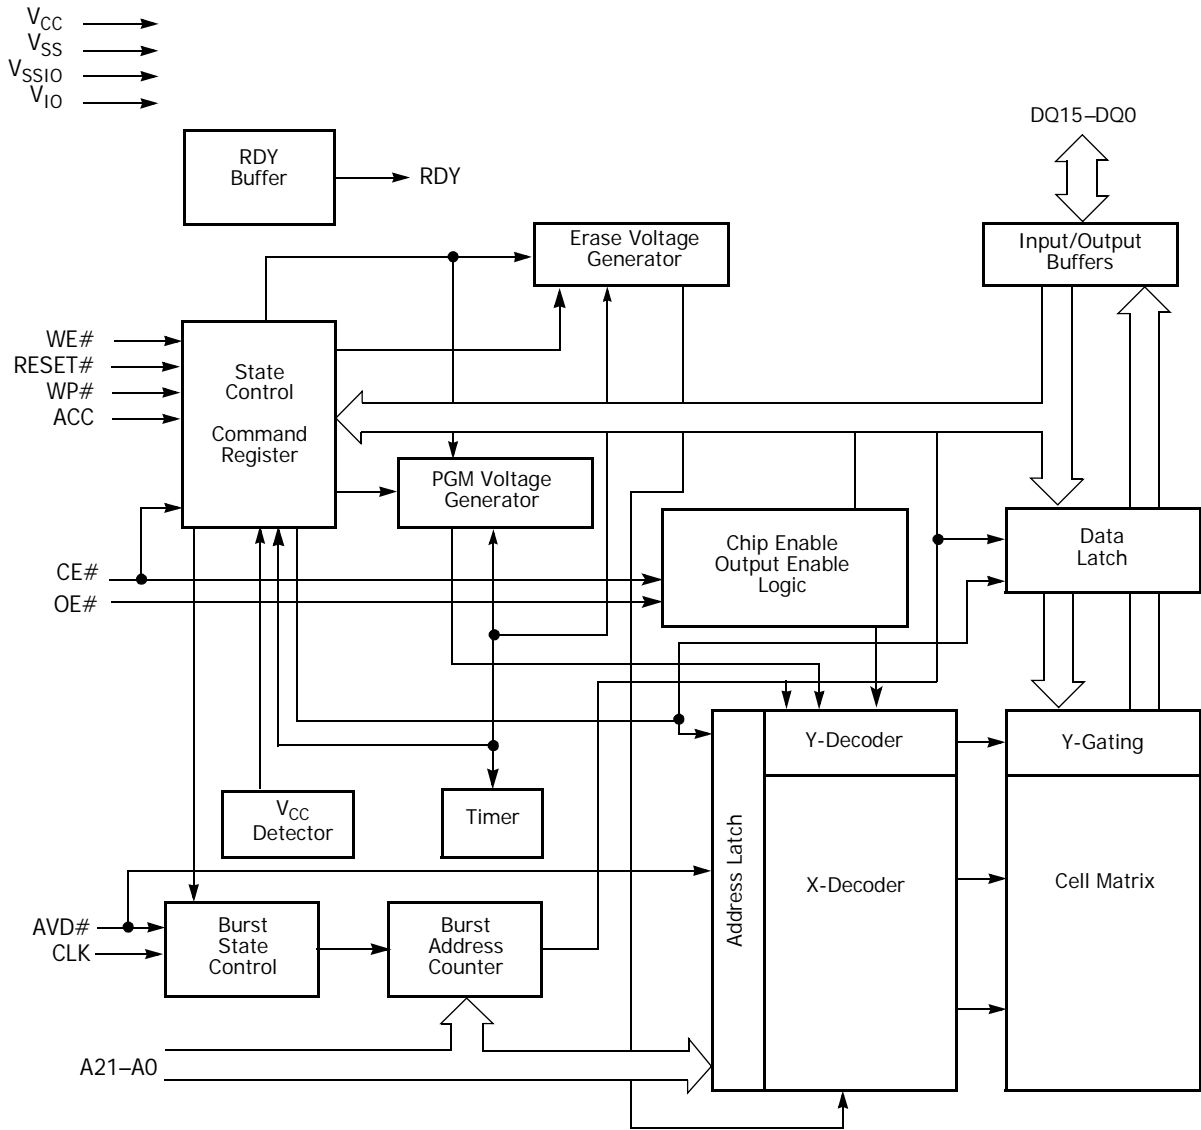 VCC
VSS
VSSIO
VIO
DQ15–DQ0
RDY
Buffer
RDY
Erase Voltage
Generator
Input/Output
Buffers
WE#
RESET#
WP#
ACC
State
Control
Command
Register
PGM Voltage
Generator
Chip Enable
Output Enable
Logic
Data
Latch
CE#
OE#
Y-Decoder
Y-Gating
VCC
Detector
Timer
Address Latch
X-Decoder
Cell Matrix
AVD#
CLK
Burst
State
Control
Burst
Address
Counter
A21–A0